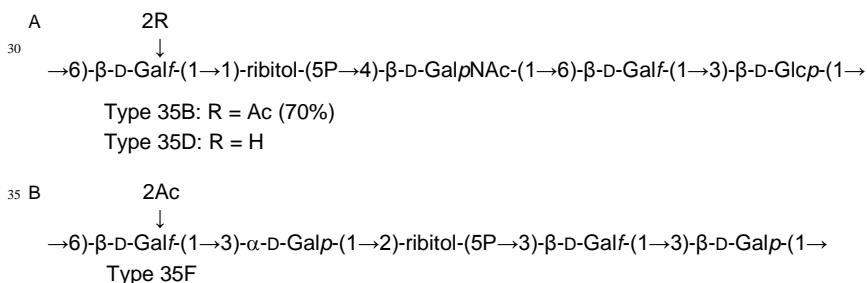 A 2R
30 ↓
→6)-β-D-Galf-(1→1)-ribitol-(5P→4)-β-D-GalpNAc-(1→6)-β-D-Galf-(1→3)-β-D-Glcp-(1→
Type 35B: R = Ac (70%)
Type 35D: R = H
35 B 2Ac
↓
→6)-β-D-Galf-(1→3)-α-D-Galp-(1→2)-ribitol-(5P→3)-β-D-Galf-(1→3)-β-D-Galp-(1→
Type 35F